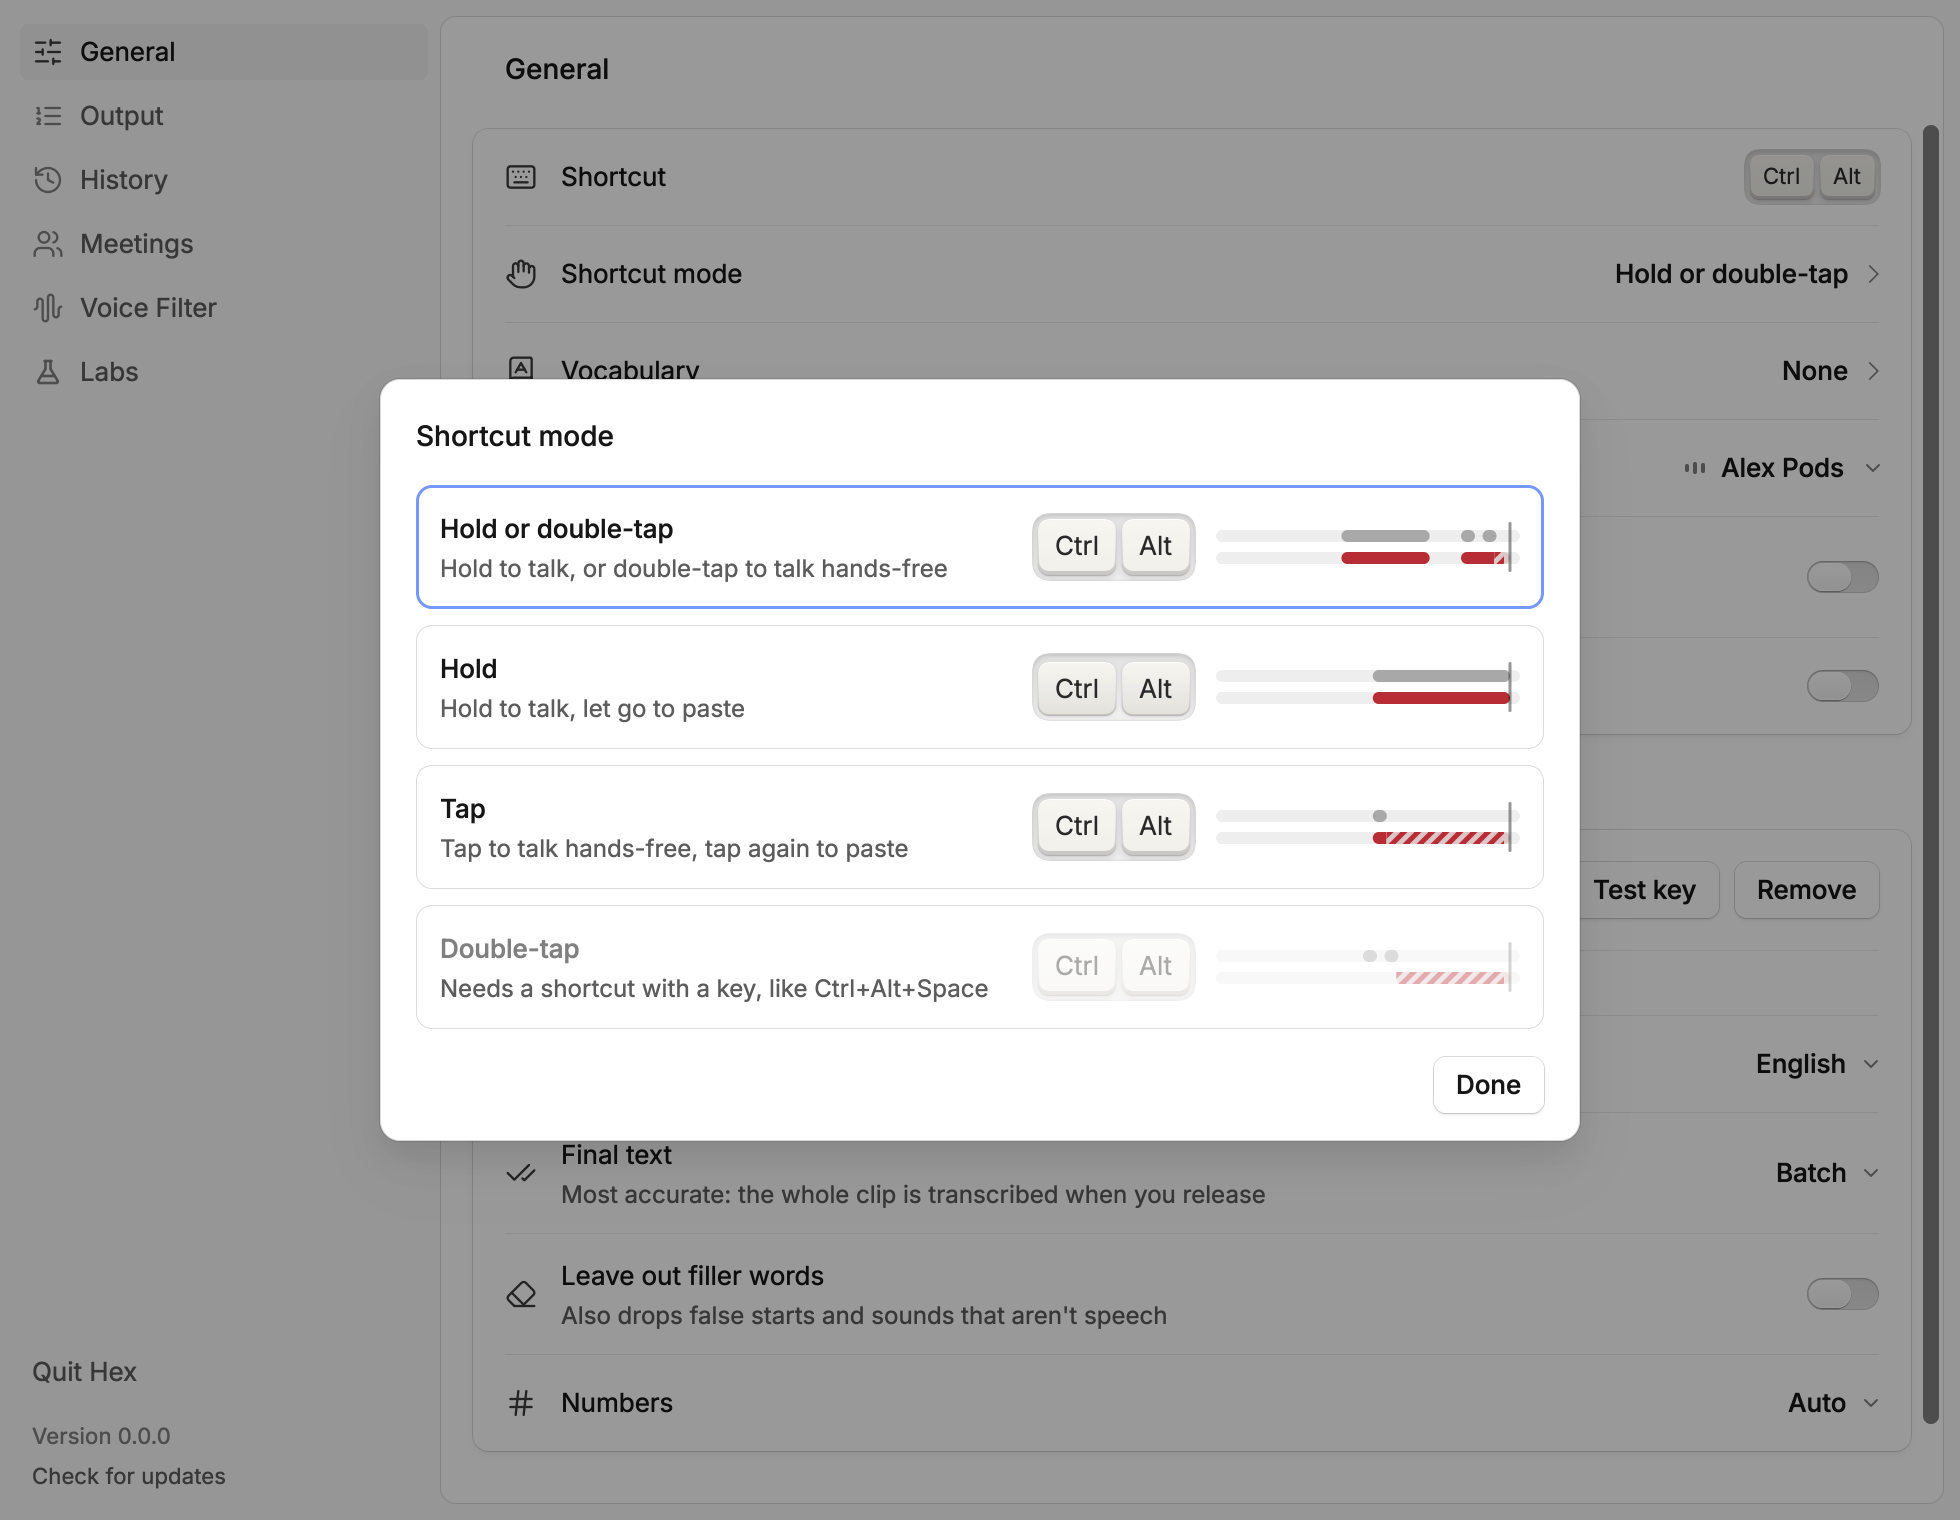 General
Output
History
Meetings
Voice Filter
Labs
Quit Hex
Version 0.0.0
Check for updates
General
Shortcut
Ctrl Alt
Shortcut mode
Hold or double-tap
Vocabulary
None
Alex Pods
Shortcut mode
Hold or double-tap
Hold to talk, or double-tap to talk hands-free
Ctrl Alt
Hold
Hold to talk, let go to paste
Ctrl Alt
Tap
Tap to talk hands-free, tap again to paste
Ctrl Alt
Double-tap
Needs a shortcut with a key, like Ctrl+Alt+Space
Ctrl Alt
Done
Test key
Remove
English
Final text
Most accurate: the whole clip is transcribed when you release
Batch
Leave out filler words
Also drops false starts and sounds that aren't speech
Numbers
Auto